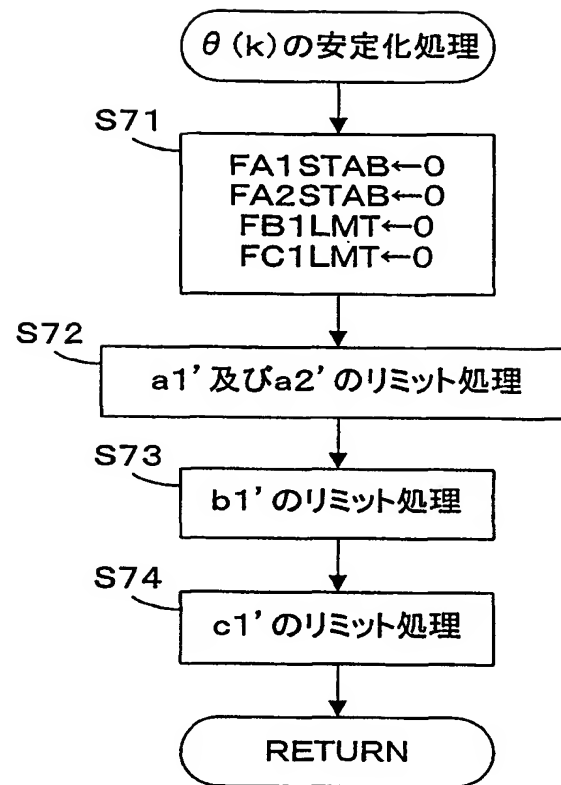 θ(k)の安定化処理
S71
FA1STAB←0
FA2STAB←0
FB1LMT←0
FC1LMT←0
S72
a1'及びa2'のリミット処理
S73
b1'のリミット処理
S74
c1'のリミット処理
RETURN